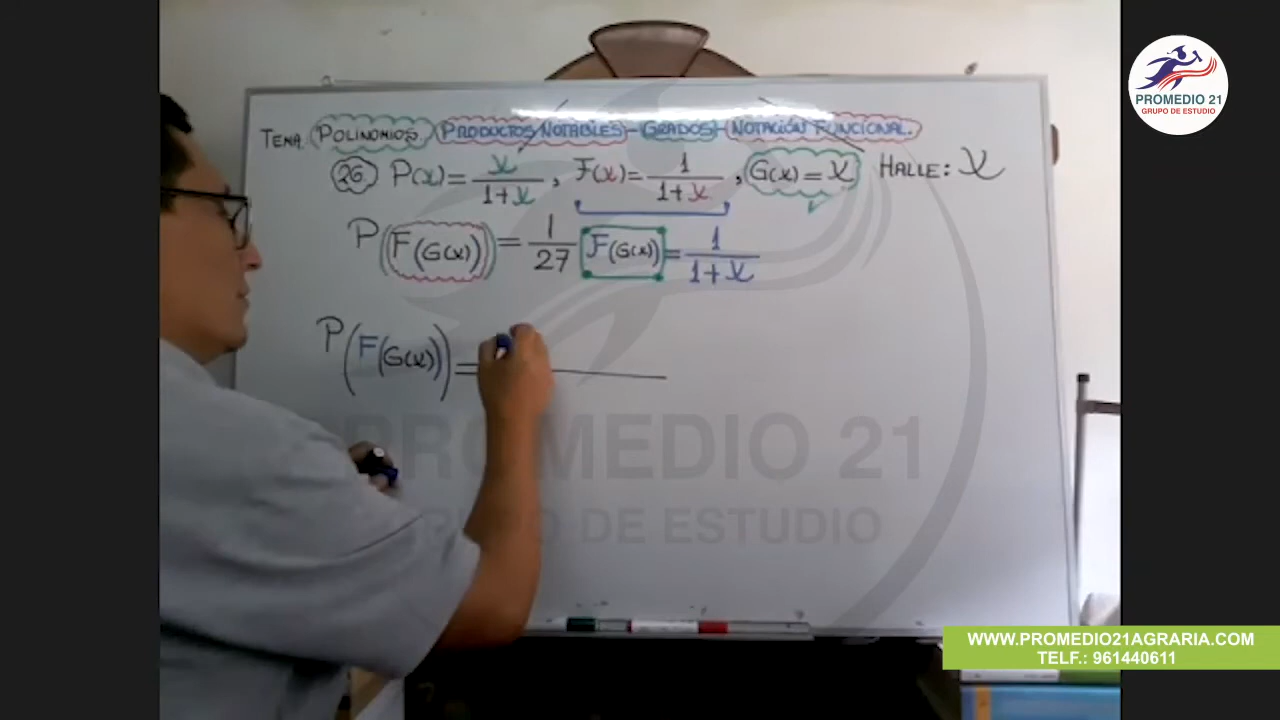 PROMEDIO 21
GRUPO DE ESTUDIO
TEMA. POLINOMIOS PRODUCTOS NOTABLES - GRADOS - NOTACIÓN FUNCIONAL.
26 P(x) = x/(1+x) , F(x) = 1/(1+x) , G(x) = x HALLE: x
P(F(G(x))) = 1/27 F(G(x)) = 1/(1+x)
P(F(G(x))) =
PROMEDIO 21
GRUPO DE ESTUDIO
WWW.PROMEDIO21AGRARIA.COM
TELF.: 961440611